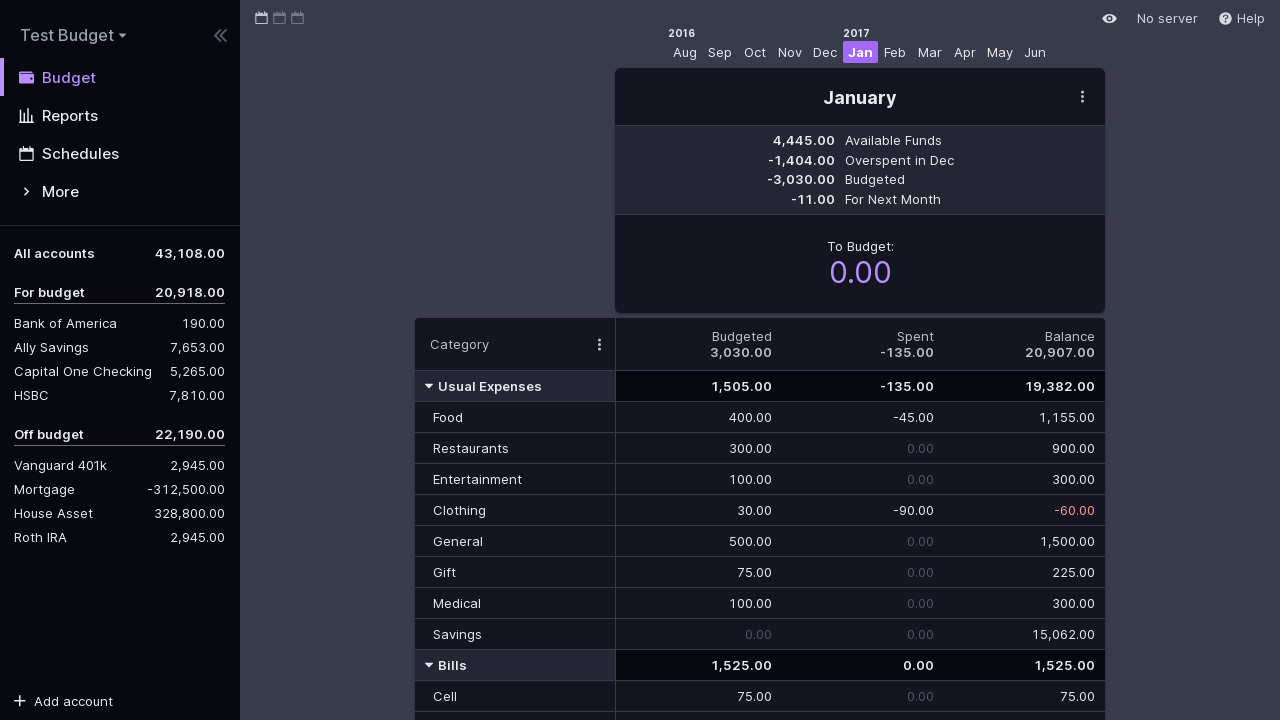 Test Budget
Budget
Reports
Schedules
More
All accounts 43,108.00
For budget 20,918.00
Bank of America 190.00
Ally Savings 7,653.00
Capital One Checking 5,265.00
HSBC 7,810.00
Off budget 22,190.00
Vanguard 401k 2,945.00
Mortgage -312,500.00
House Asset 328,800.00
Roth IRA 2,945.00
Add account
No server Help
2016 2017
Aug Sep Oct Nov Dec Jan Feb Mar Apr May Jun
January
4,445.00 Available Funds
-1,404.00 Overspent in Dec
-3,030.00 Budgeted
-11.00 For Next Month
To Budget:
0.00
Category
Budgeted Spent Balance
3,030.00 -135.00 20,907.00
Usual Expenses 1,505.00 -135.00 19,382.00
Food 400.00 -45.00 1,155.00
Restaurants 300.00 0.00 900.00
Entertainment 100.00 0.00 300.00
Clothing 30.00 -90.00 -60.00
General 500.00 0.00 1,500.00
Gift 75.00 0.00 225.00
Medical 100.00 0.00 300.00
Savings 0.00 0.00 15,062.00
Bills 1,525.00 0.00 1,525.00
Cell 75.00 0.00 75.00